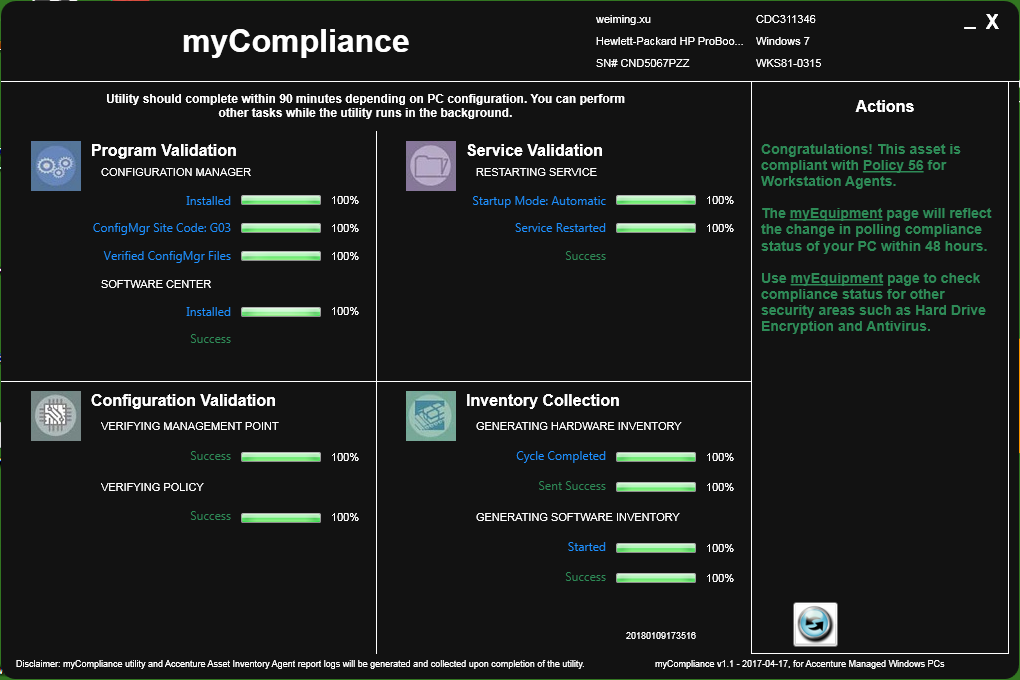 myCompliance
weiming.xu
CDC311346
_ X
Hewlett-Packard HP ProBoo...
Windows 7
SN# CND5067PZZ
WKS81-0315
Utility should complete within 90 minutes depending on PC configuration. You can perform
other tasks while the utility runs in the background.
Program Validation
CONFIGURATION MANAGER
Installed 100%
ConfigMgr Site Code: G03 100%
Verified ConfigMgr Files 100%
SOFTWARE CENTER
Installed 100%
Success
Service Validation
RESTARTING SERVICE
Startup Mode: Automatic 100%
Service Restarted 100%
Success
Configuration Validation
VERIFYING MANAGEMENT POINT
Success 100%
VERIFYING POLICY
Success 100%
Inventory Collection
GENERATING HARDWARE INVENTORY
Cycle Completed 100%
Sent Success 100%
GENERATING SOFTWARE INVENTORY
Started 100%
Success 100%
20180109173516
Actions
Congratulations! This asset is
compliant with Policy 56 for
Workstation Agents.
The myEquipment page will reflect
the change in polling compliance
status of your PC within 48 hours.
Use myEquipment page to check
compliance status for other
security areas such as Hard Drive
Encryption and Antivirus.
Disclaimer: myCompliance utility and Accenture Asset Inventory Agent report logs will be generated and collected upon completion of the utility.
myCompliance v1.1 - 2017-04-17, for Accenture Managed Windows PCs